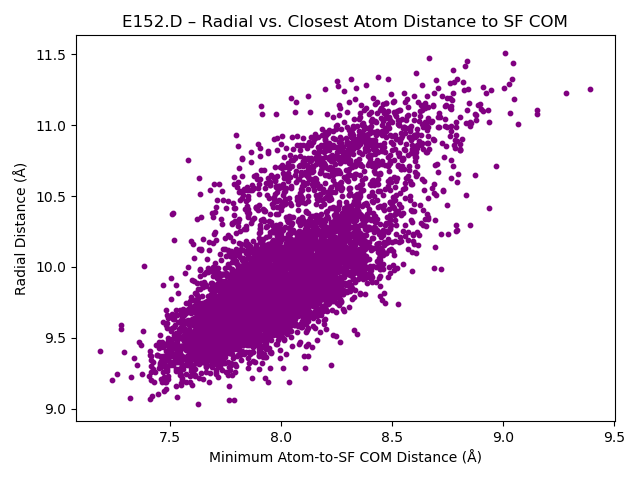 E152.D – Radial vs. Closest Atom Distance to SF COM
11.5
11.0
10.5
10.0
9.5
9.0
Radial Distance (Å)
7.5 8.0 8.5 9.0 9.5
Minimum Atom-to-SF COM Distance (Å)